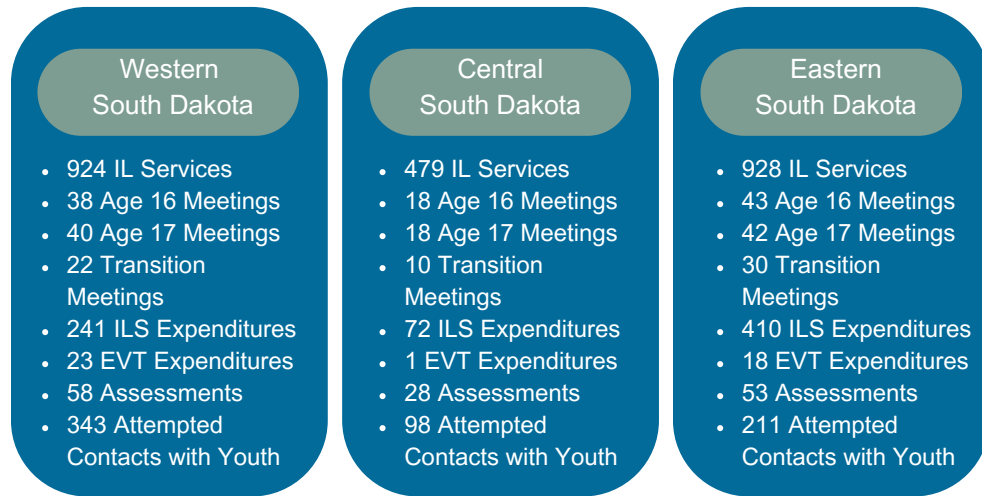 Western
South Dakota
• 924 IL Services
• 38 Age 16 Meetings
• 40 Age 17 Meetings
• 22 Transition
Meetings
• 241 ILS Expenditures
• 23 EVT Expenditures
• 58 Assessments
• 343 Attempted
Contacts with Youth
Central
South Dakota
• 479 IL Services
• 18 Age 16 Meetings
• 18 Age 17 Meetings
• 10 Transition
Meetings
• 72 ILS Expenditures
• 1 EVT Expenditures
• 28 Assessments
• 98 Attempted
Contacts with Youth
Eastern
South Dakota
• 928 IL Services
• 43 Age 16 Meetings
• 42 Age 17 Meetings
• 30 Transition
Meetings
• 410 ILS Expenditures
• 18 EVT Expenditures
• 53 Assessments
• 211 Attempted
Contacts with Youth